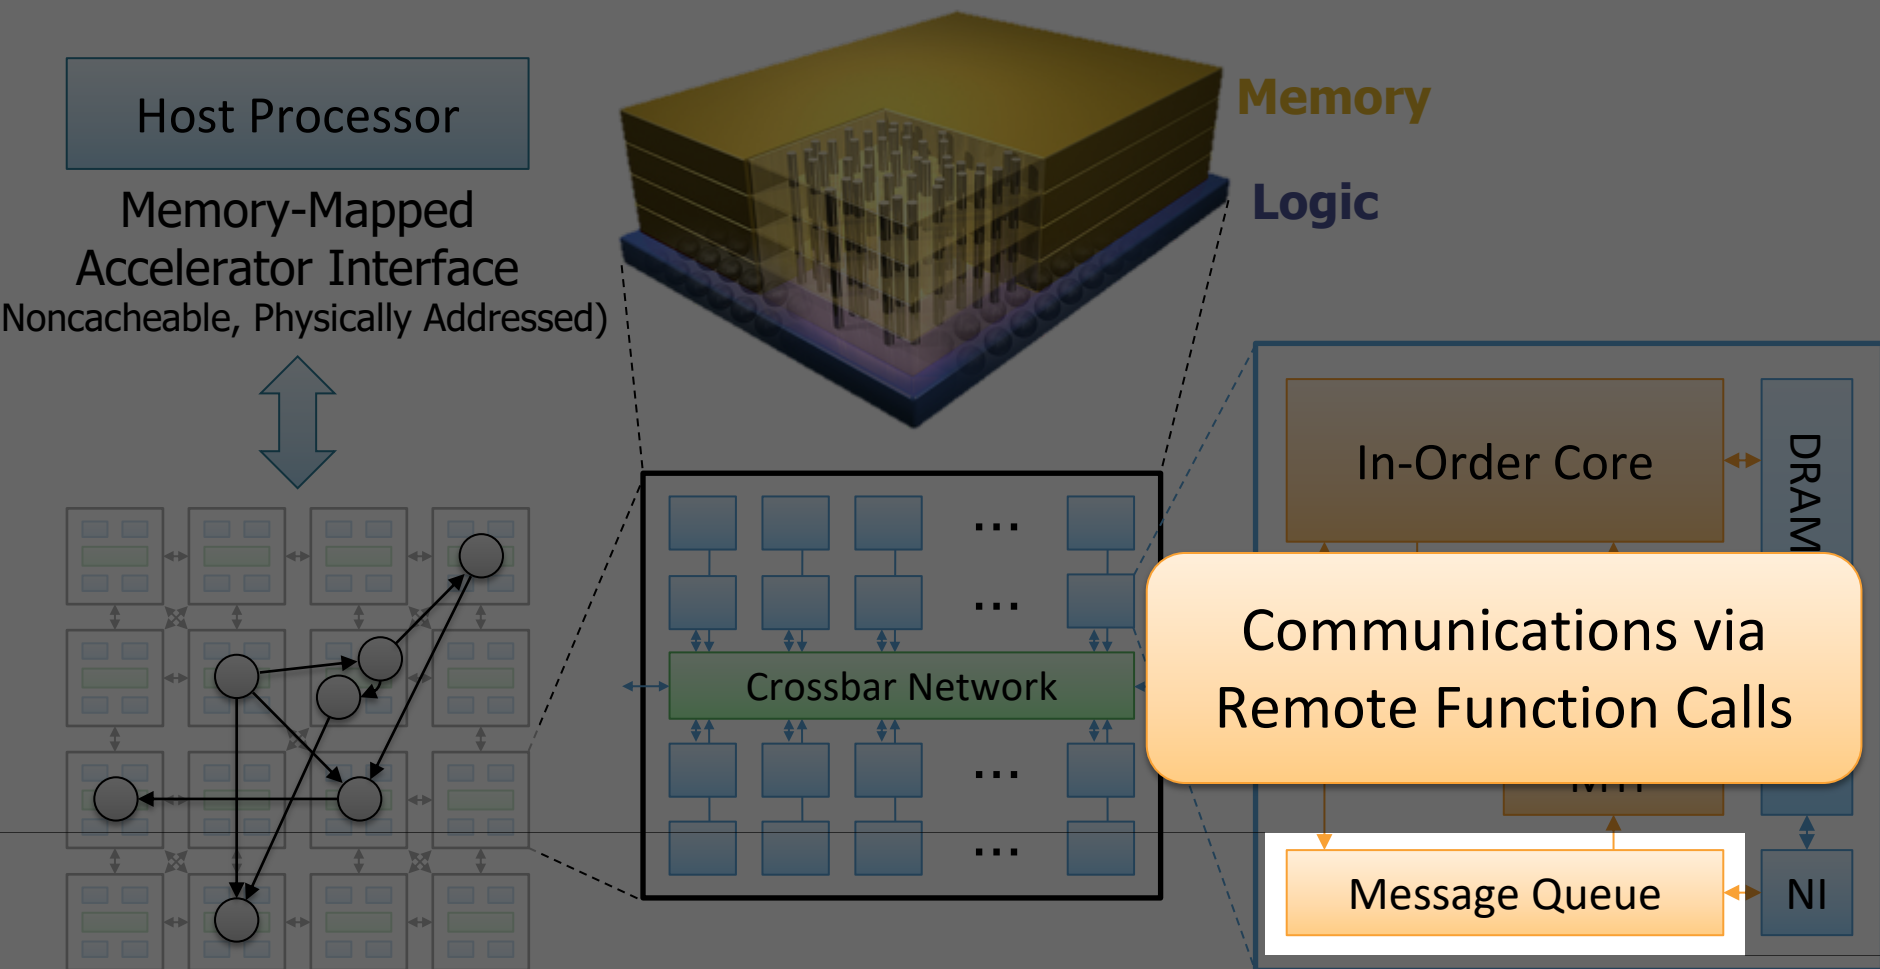 Host Processor
Memory-Mapped
Accelerator Interface
Noncacheable, Physically Addressed)
Memory
Logic
...
...
Crossbar Network
...
...
In-Order Core
DRAM
Communications via
Remote Function Calls
Message Queue
NI